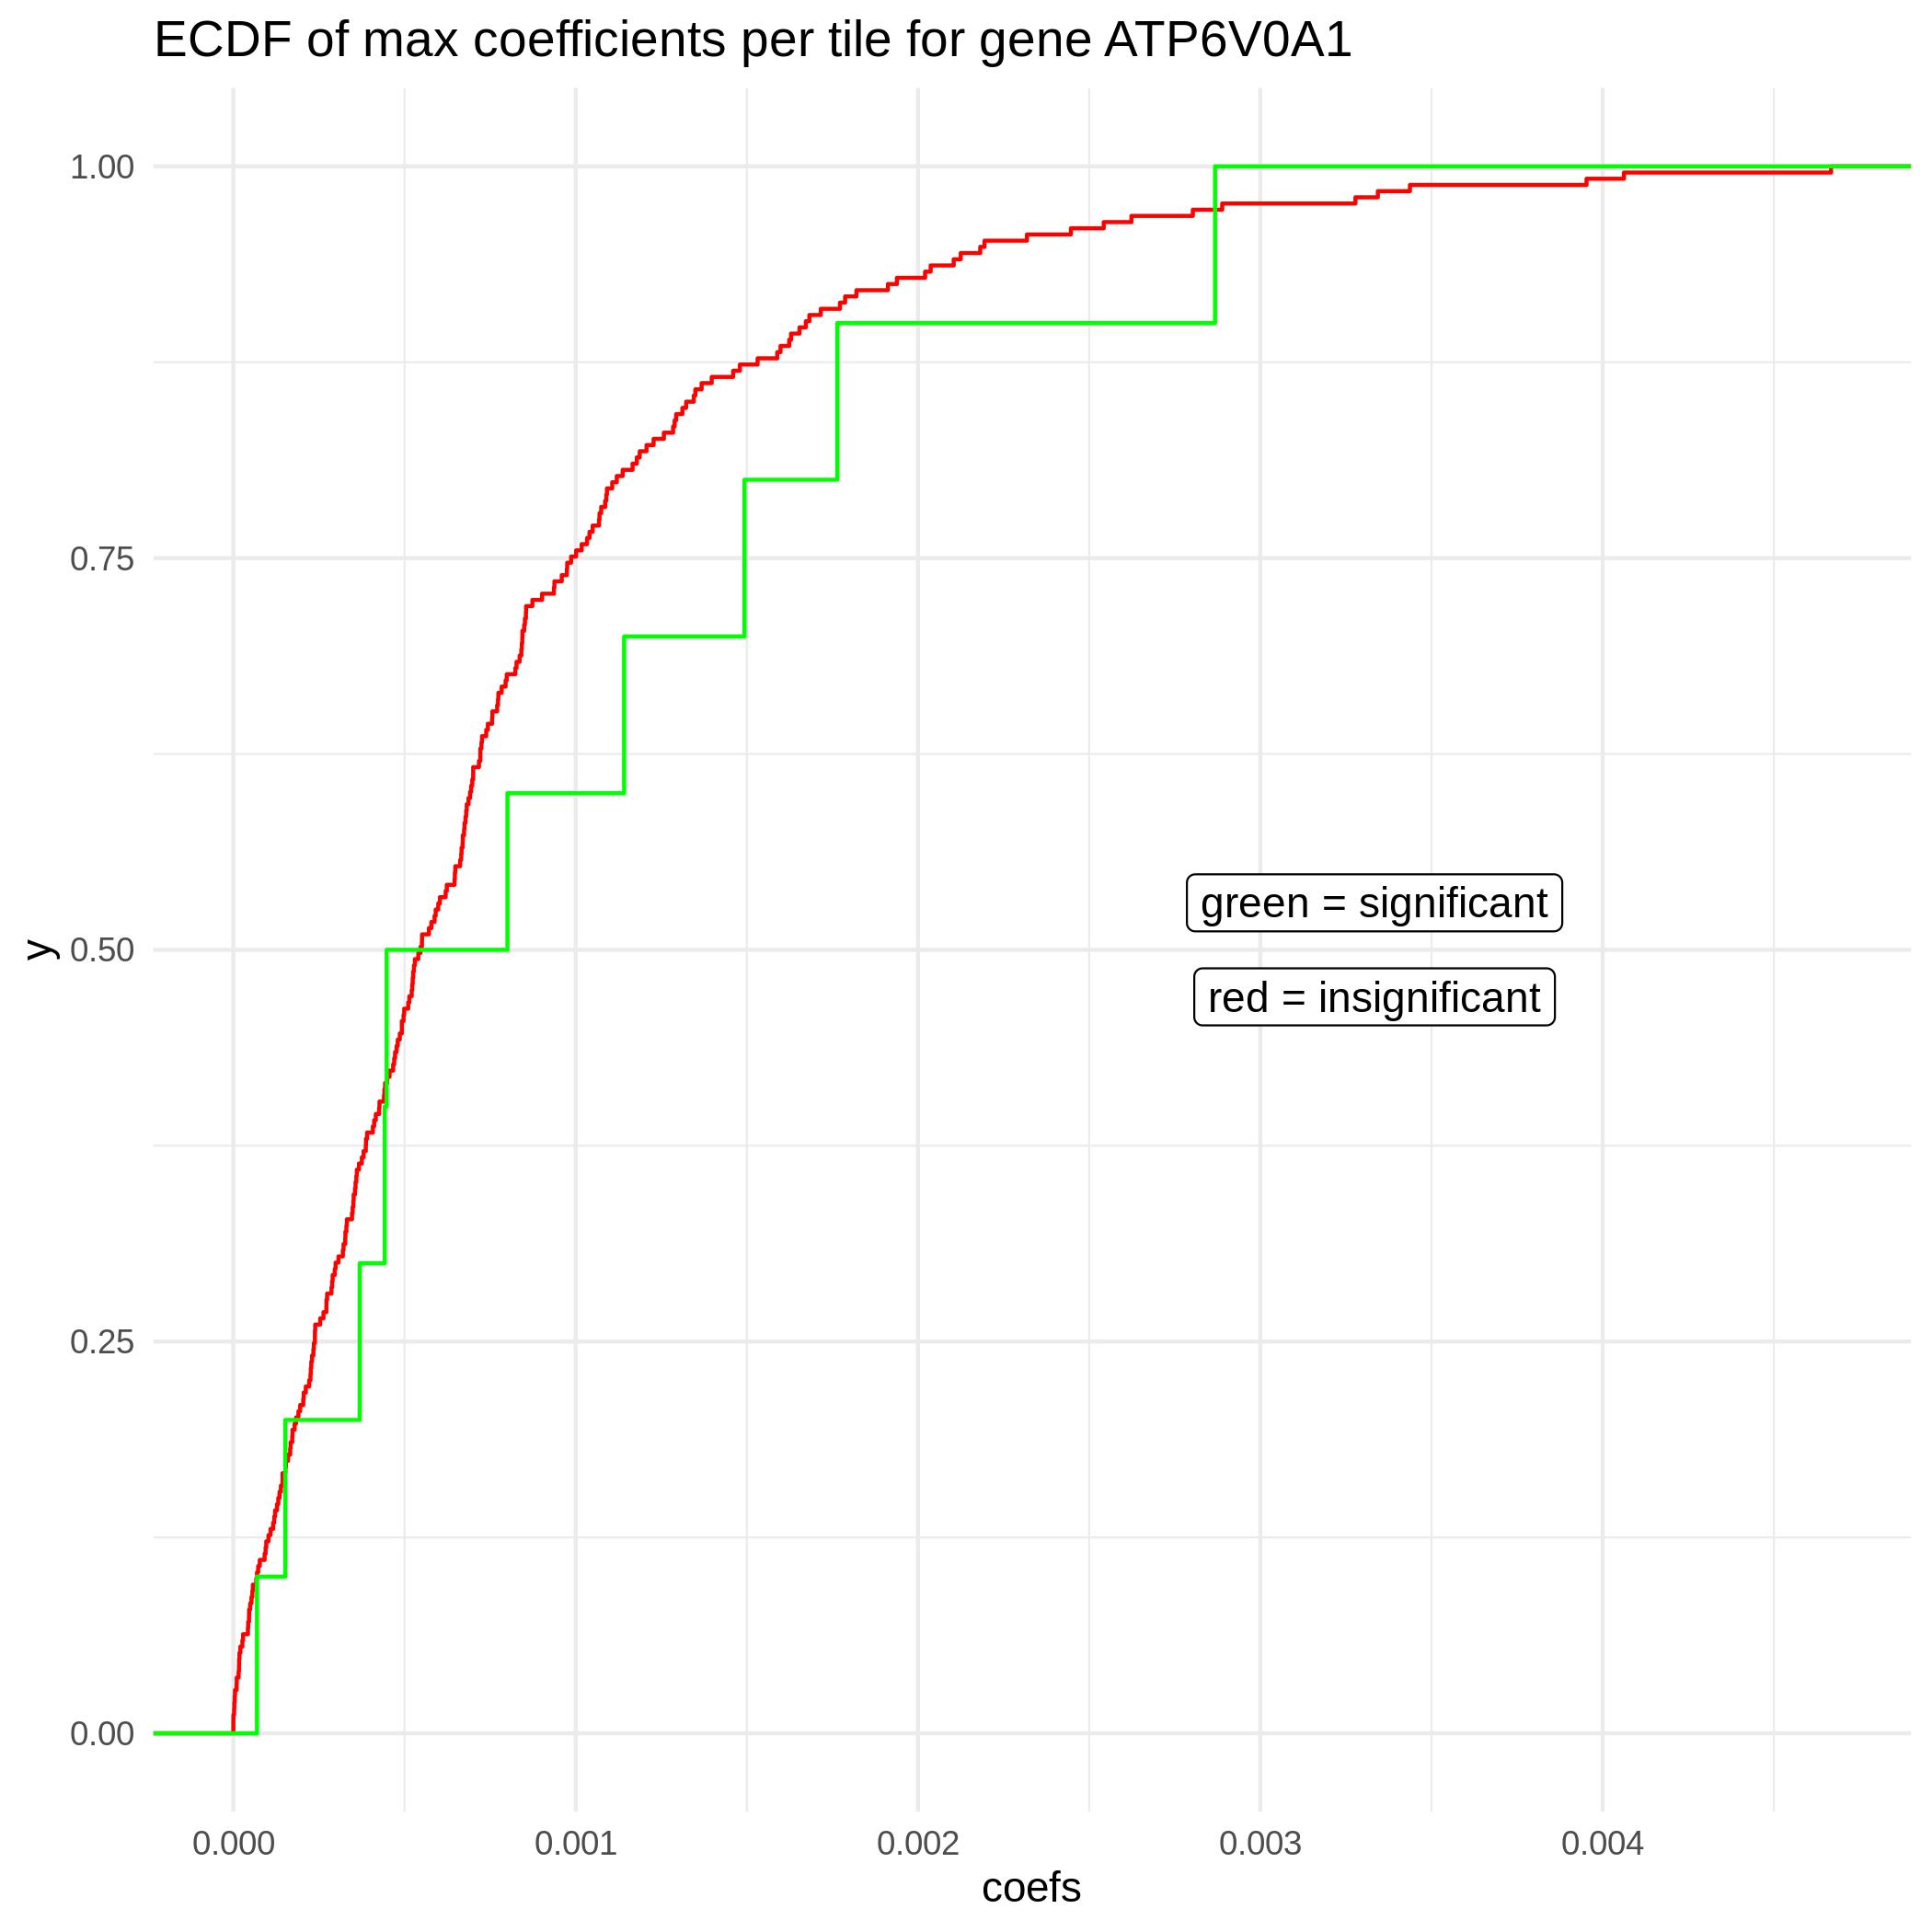 ECDF of max coefficients per tile for gene ATP6V0A1
1.00
0.75
0.50
0.25
0.00
y
green = significant
red = insignificant
0.000 0.001 0.002 0.003 0.004
coefs